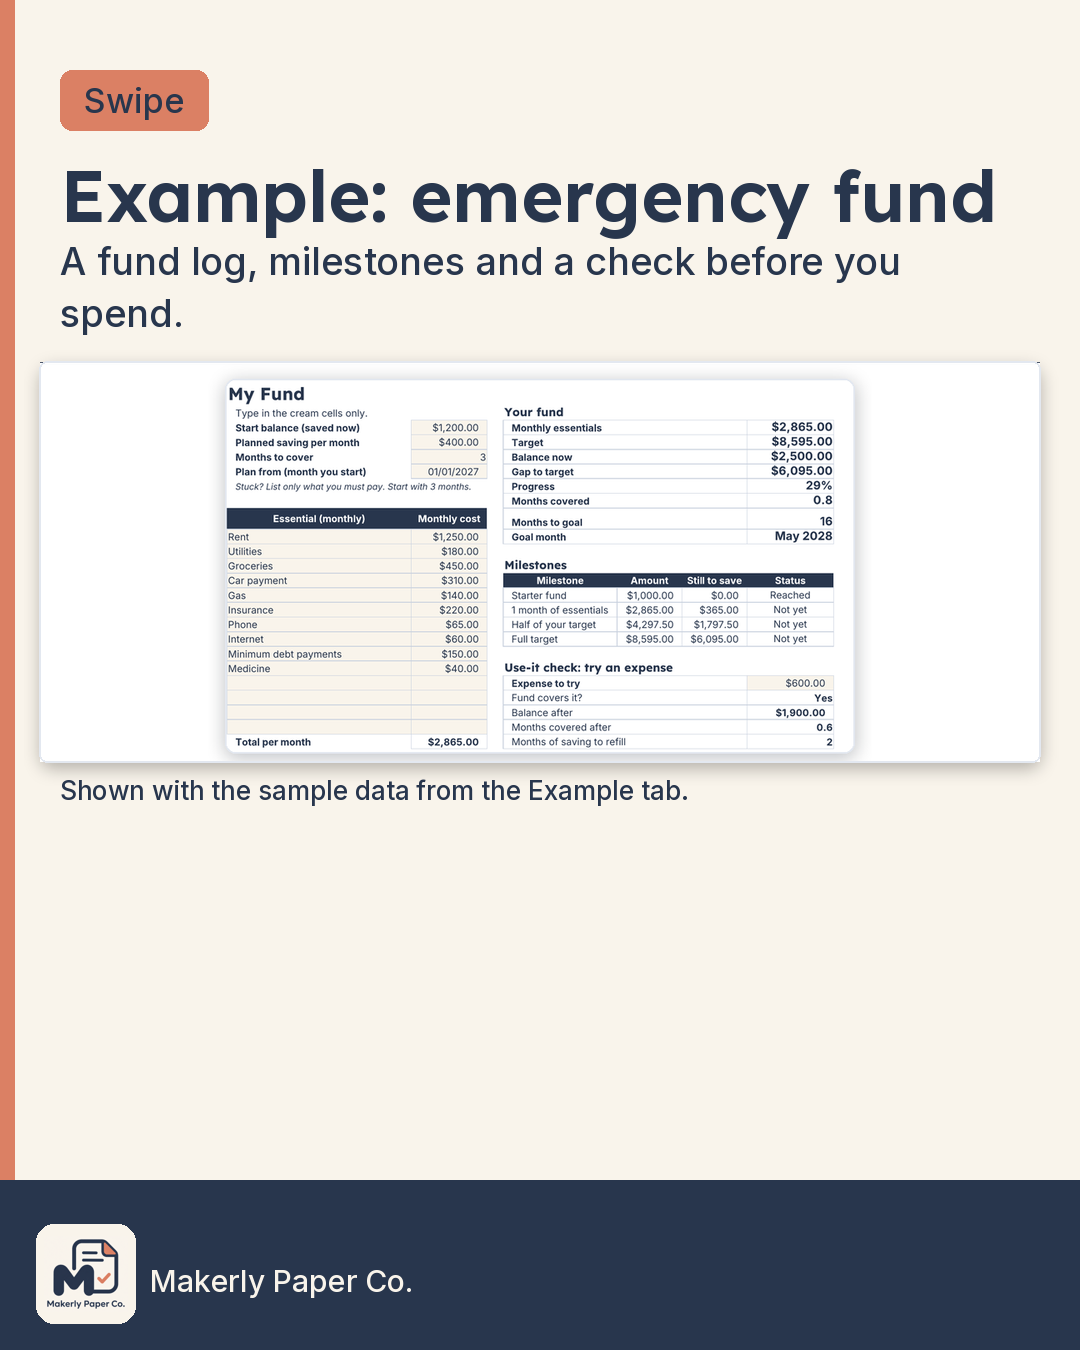 Swipe
Example: emergency fund
A fund log, milestones and a check before you
spend.
My Fund
Type in the cream cells only.
Start balance (saved now) $1,200.00
Planned saving per month $400.00
Months to cover 3
Plan from (month you start) 01/01/2027
Stuck? List only what you must pay. Start with 3 months.
Essential (monthly) Monthly cost
Rent $1,250.00
Utilities $180.00
Groceries $450.00
Car payment $310.00
Gas $140.00
Insurance $220.00
Phone $65.00
Internet $60.00
Minimum debt payments $150.00
Medicine $40.00
Total per month $2,865.00
Your fund
Monthly essentials $2,865.00
Target $8,595.00
Balance now $2,500.00
Gap to target $6,095.00
Progress 29%
Months covered 0.8
Months to goal 16
Goal month May 2028
Milestones
Milestone Amount Still to save Status
Starter fund $1,000.00 $0.00 Reached
1 month of essentials $2,865.00 $365.00 Not yet
Half of your target $4,297.50 $1,797.50 Not yet
Full target $8,595.00 $6,095.00 Not yet
Use-it check: try an expense
Expense to try $600.00
Fund covers it? Yes
Balance after $1,900.00
Months covered after 0.6
Months of saving to refill 2
Shown with the sample data from the Example tab.
M
Makerly Paper Co.
Makerly Paper Co.